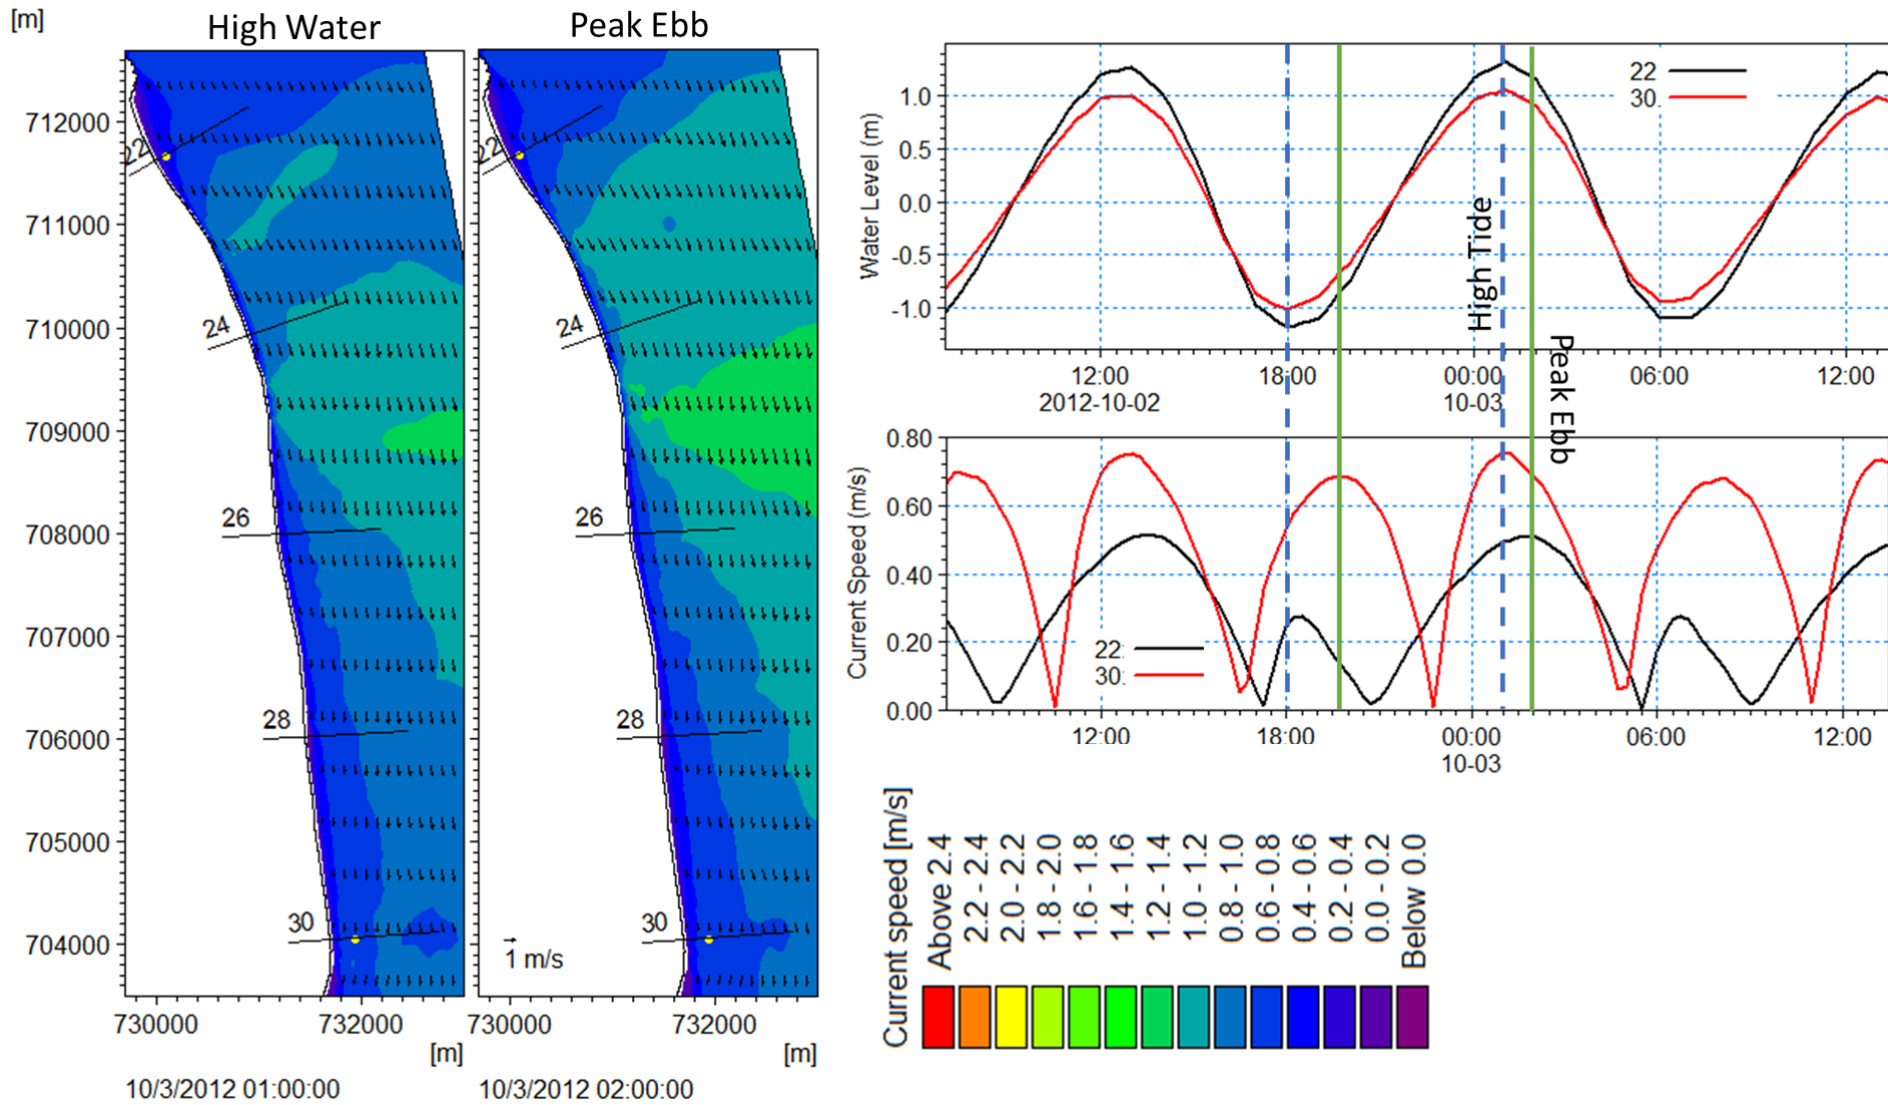 [m]
High Water
Peak Ebb
712000
711000
710000
709000
708000
707000
706000
705000
704000
22
24
26
28
30
22
24
26
28
30
1 m/s
730000
732000
730000
732000
[m]
[m]
10/3/2012 01:00:00
10/3/2012 02:00:00
Water Level (m)
1.0
0.5
0.0
-0.5
-1.0
22
30
High Tide
Peak Ebb
12:00
18:00
00:00
06:00
12:00
2012-10-02
10-03
Current Speed (m/s)
0.80
0.60
0.40
0.20
0.00
22
30
12:00
18:00
00:00
06:00
12:00
10-03
Current speed [m/s]
Above 2.4
2.2 - 2.4
2.0 - 2.2
1.8 - 2.0
1.6 - 1.8
1.4 - 1.6
1.2 - 1.4
1.0 - 1.2
0.8 - 1.0
0.6 - 0.8
0.4 - 0.6
0.2 - 0.4
0.0 - 0.2
Below 0.0